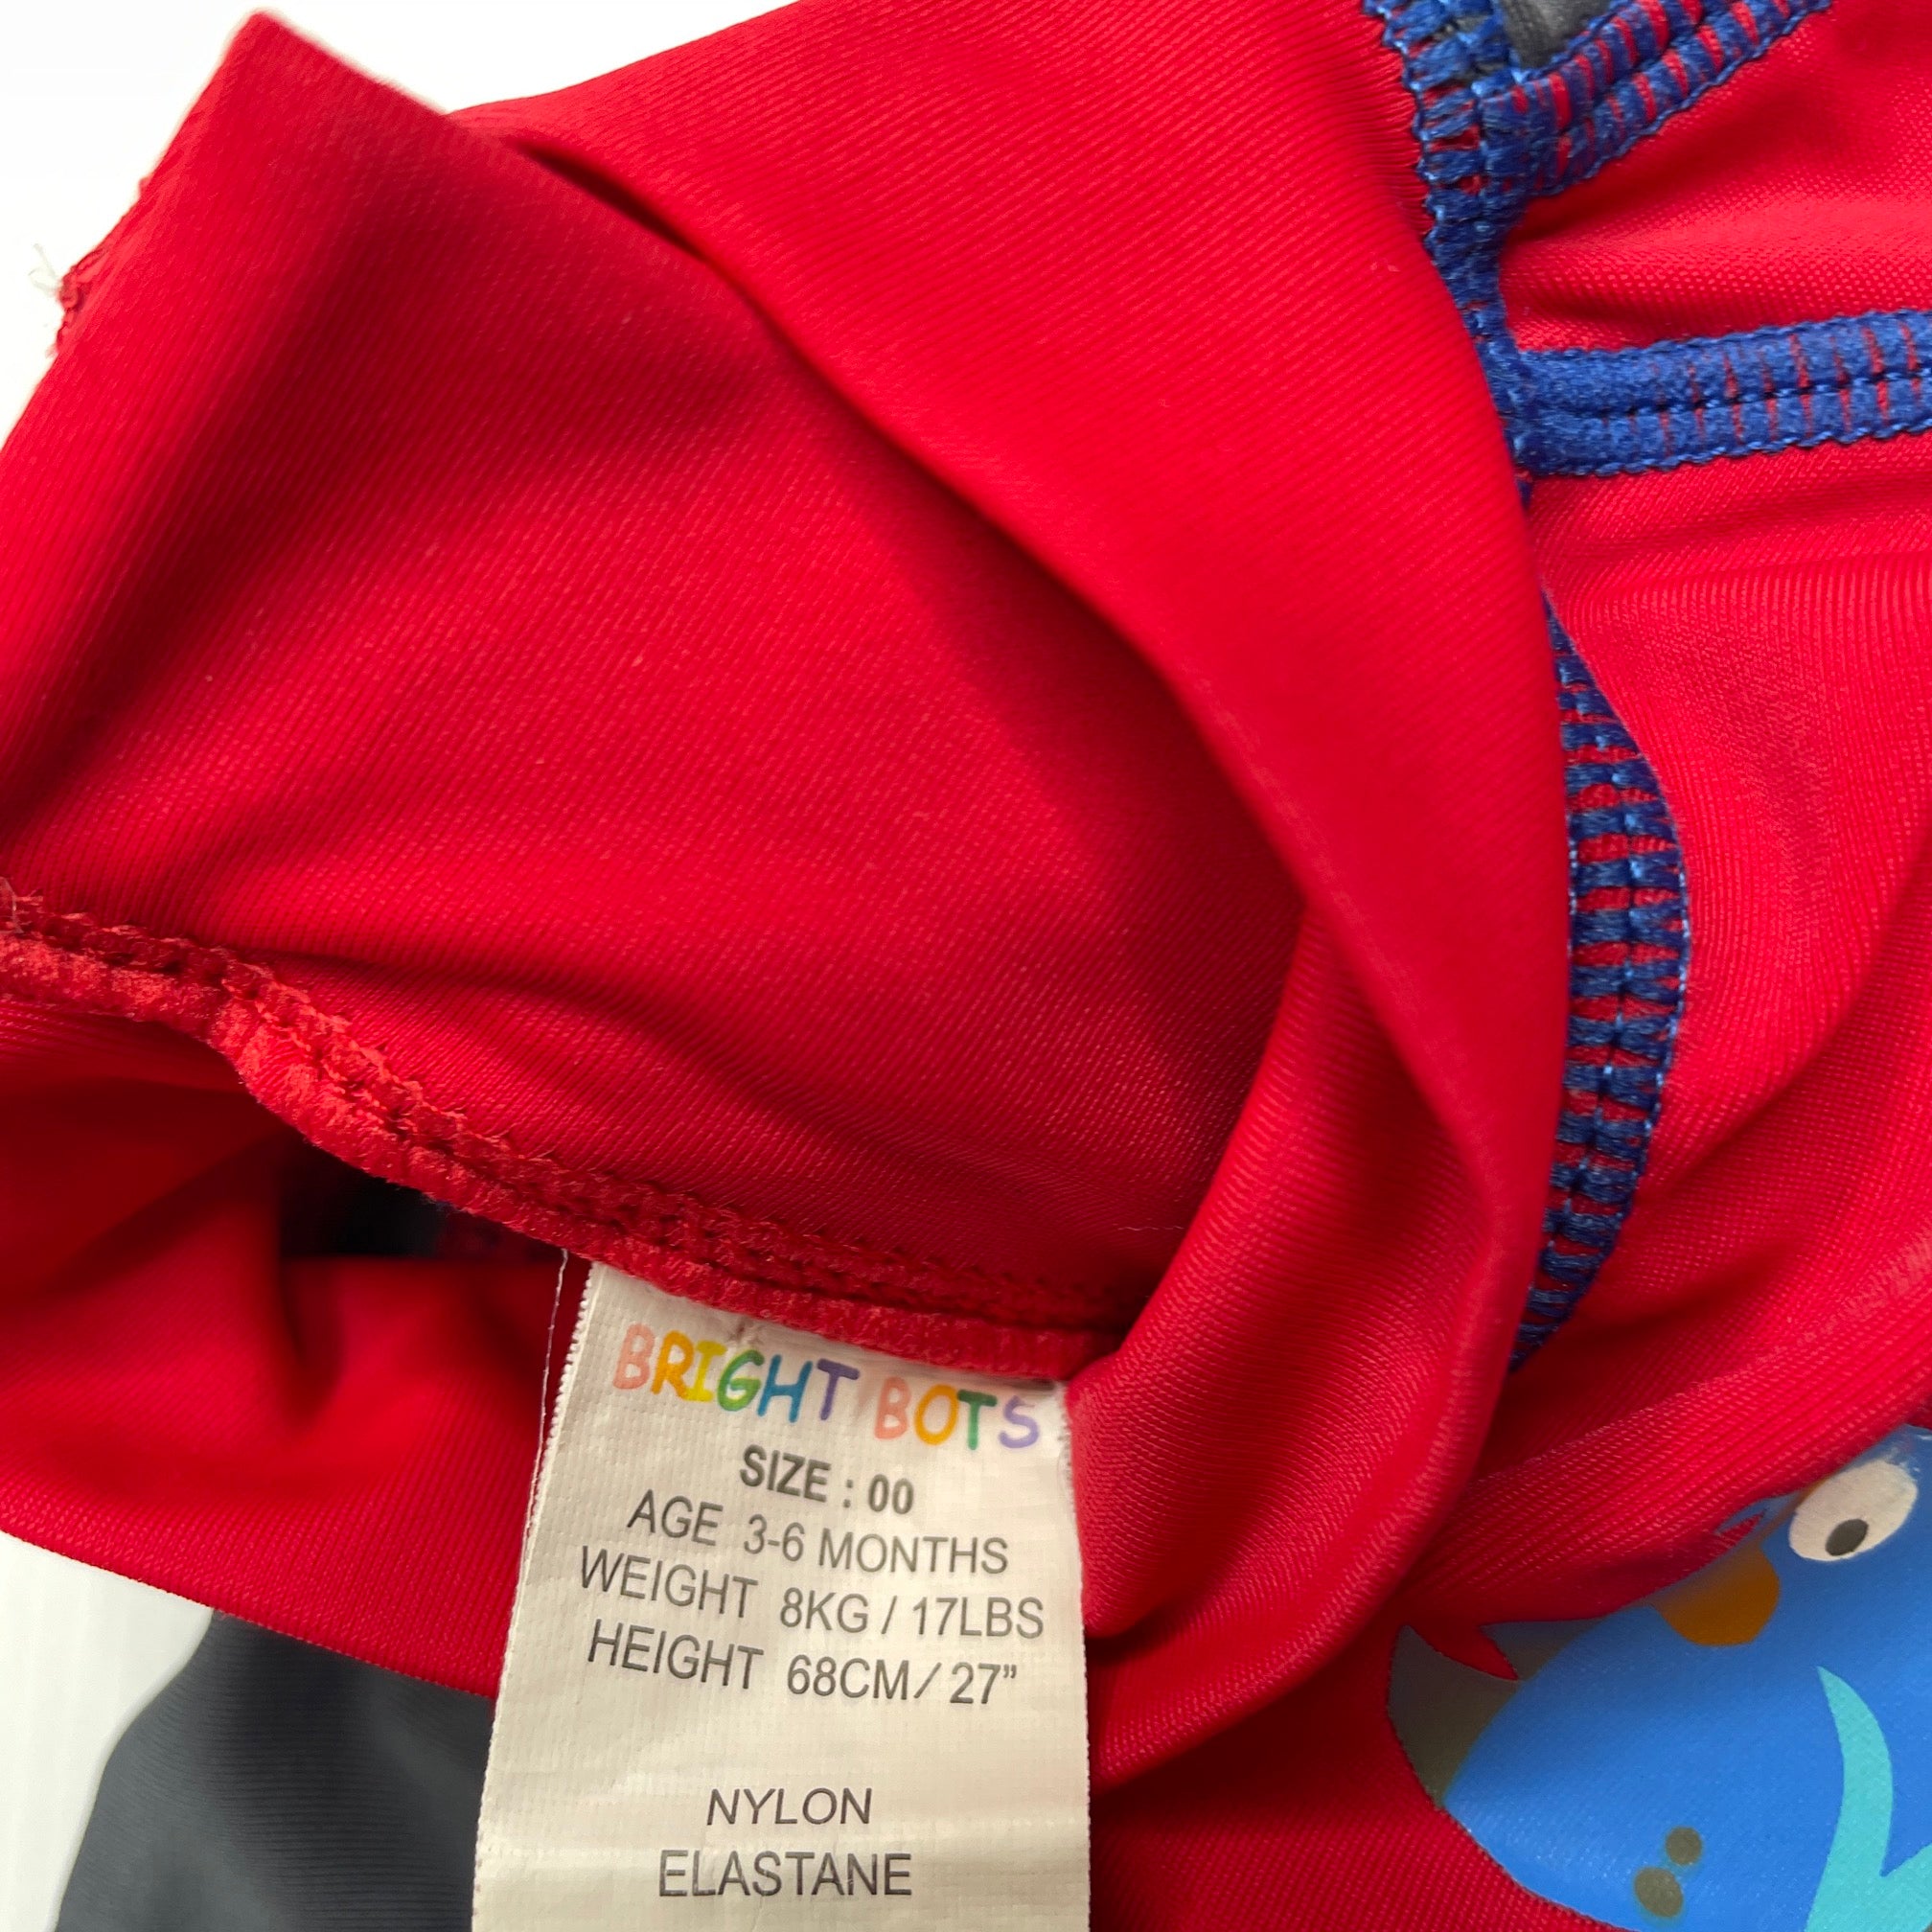 BRIGHT BOTS
SIZE : 00
AGE 3-6 MONTHS
WEIGHT 8KG / 17LBS
HEIGHT 68CM/ 27”
NYLON
ELASTANE